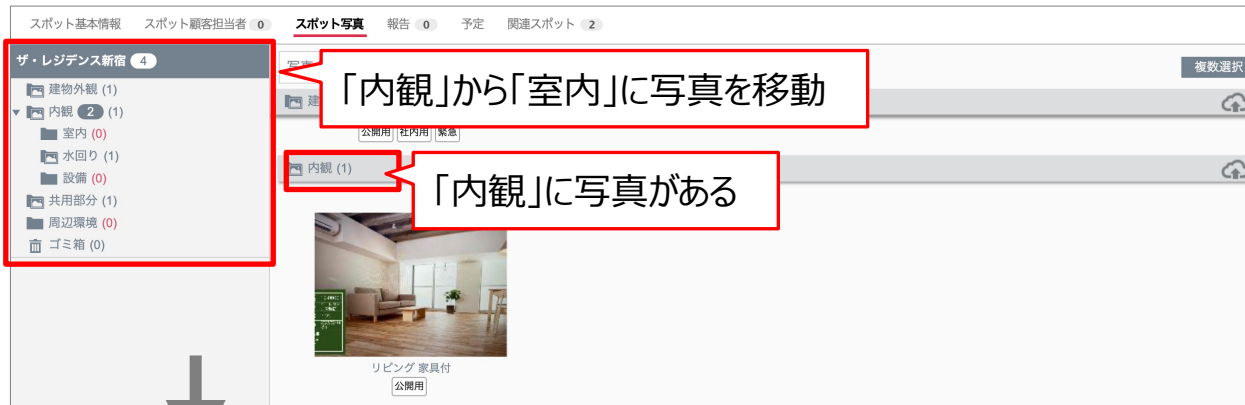 スポット基本情報 スポット顧客担当者 0 スポット写真 報告 0 予定 関連スポット 2
ザ・レジデンス新宿 4
複数選択
建物外観 (1)
内観 2 (1)
室内 (0)
水回り (1)
設備 (0)
共用部分 (1)
周辺環境 (0)
ゴミ箱 (0)
「内観」から「室内」に写真を移動
公開用 社内用 緊急
内観 (1)
「内観」に写真がある
リビング 家具付
公開用